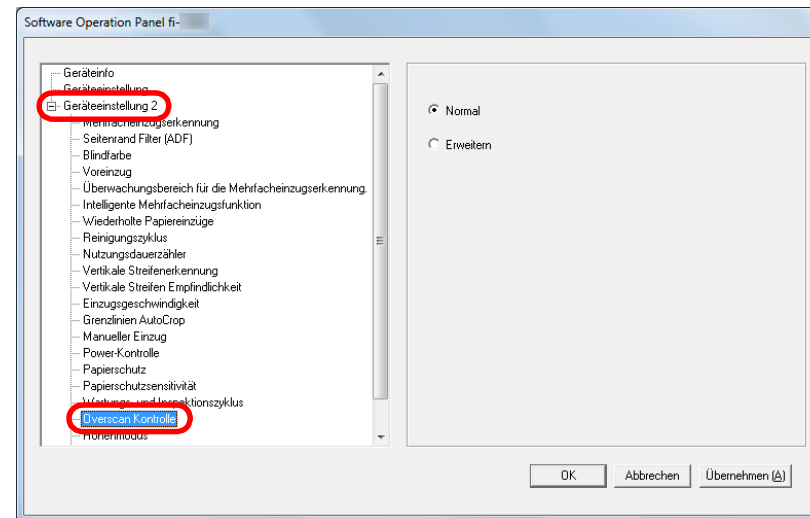 Software Operation Panel fi-
Geräteinfo
Geräteeinstellung
Geräteeinstellung 2
Mehrfacheinzugserkennung
Seitenrand Filter (ADF)
Blindfarbe
Voreinzug
Überwachungsbereich für die Mehrfacheinzugserkennung.
Intelligente Mehrfacheinzugsfunktion
Wiederholte Papiereinzüge
Reinigungszyklus
Nutzungsdauerzähler
Vertikale Streifenerkennung
Vertikale Streifen Empfindlichkeit
Einzugsgeschwindigkeit
Grenzlinien AutoCrop
Manueller Einzug
Power-Kontrolle
Papierschutz
Papierschutzsensitivität
Wartungs- und Inspektionszyklus
Overscan Kontrolle
Höhenmodus
Normal
Erweitern
OK
Abbrechen
Übernehmen (A)